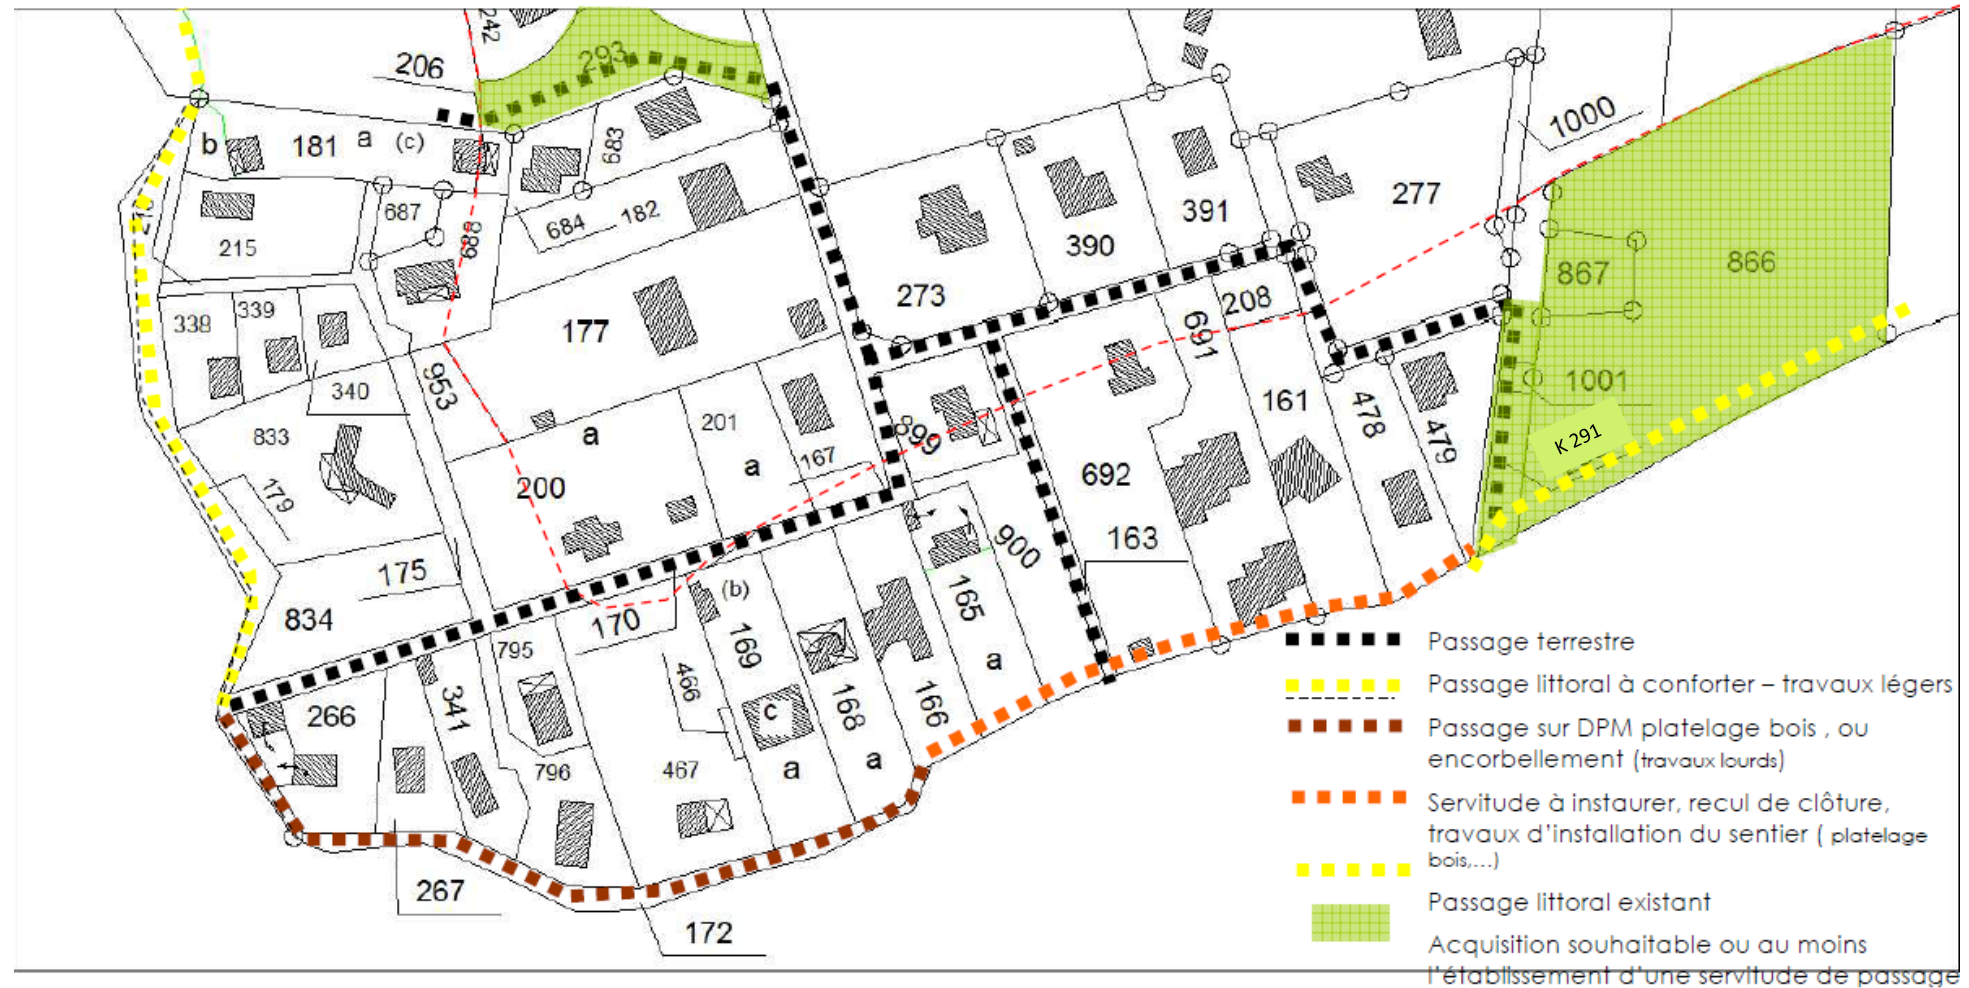 242
206
293
b
181
a
(c)
683
1000
687
689
684
182
215
391
277
390
867
866
273
208
338
339
177
691
340
953
1001
161
833
a
201
899
478
479
K 291
a
167
179
200
692
175
900
163
834
170
(b)
169
165
795
466
a
Passage terrestre
266
341
c
168
166
Passage littoral à conforter – travaux légers
796
467
a
a
Passage sur DPM platelage bois , ou
encorbellement (travaux lourds)
Servitude à instaurer, recul de clôture,
travaux d'installation du sentier ( platelage
bois,...)
267
172
Passage littoral existant
Acquisition souhaitable ou au moins
l'établissement d'une servitude de passage